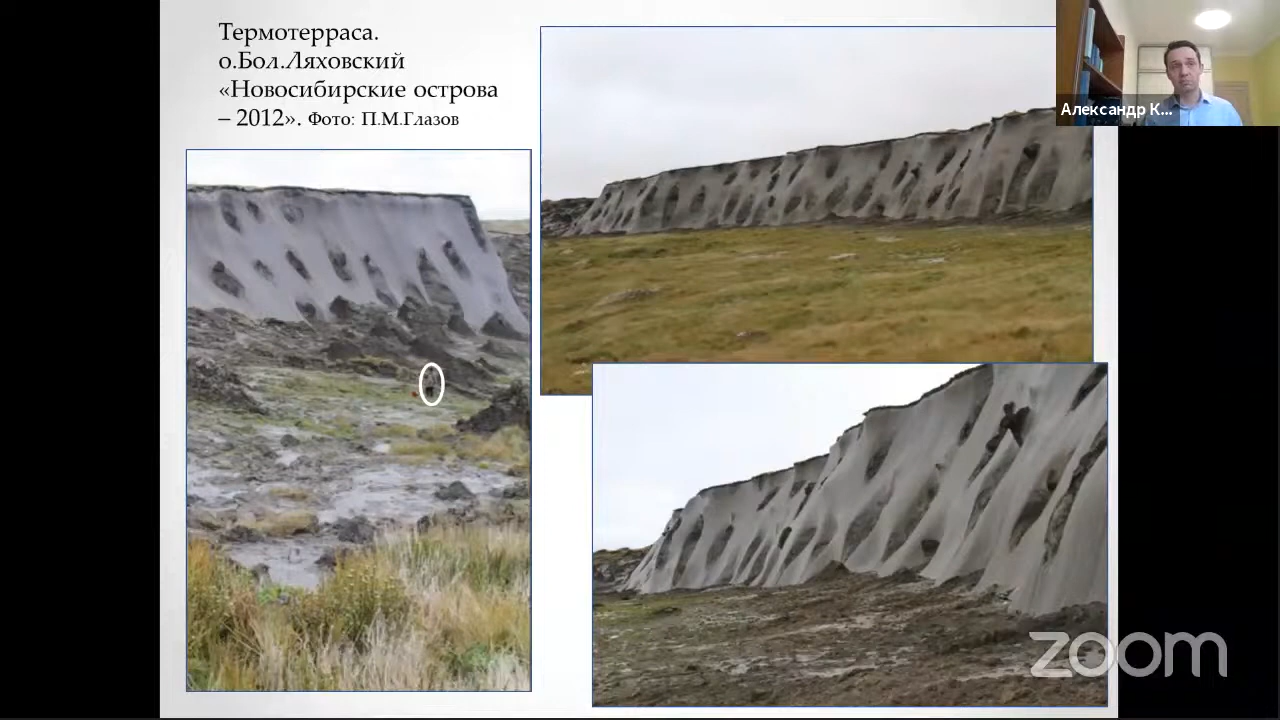 Термотерраса.
о.Бол.Ляховский
«Новосибирские острова
– 2012». Фото: П.М.Глазов
Александр К...
zoom